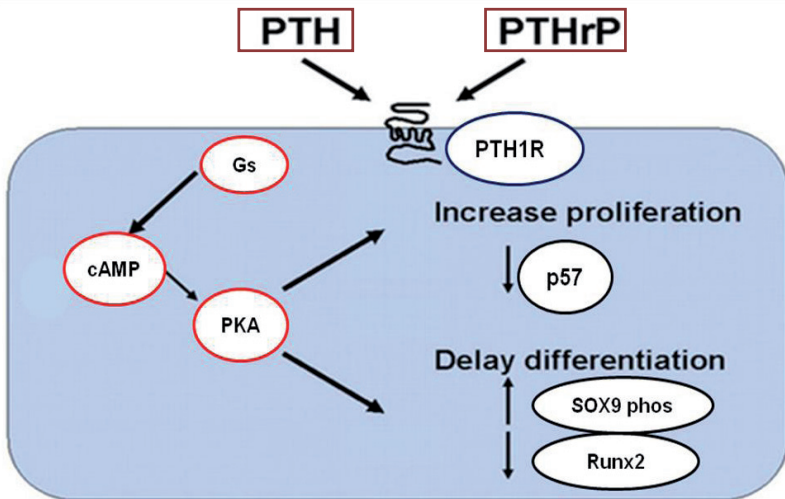 PTH
PTHrP
PTH1R
Gs
Increase proliferation
cAMP
p57
PKA
Delay differentiation
SOX9 phos
Runx2